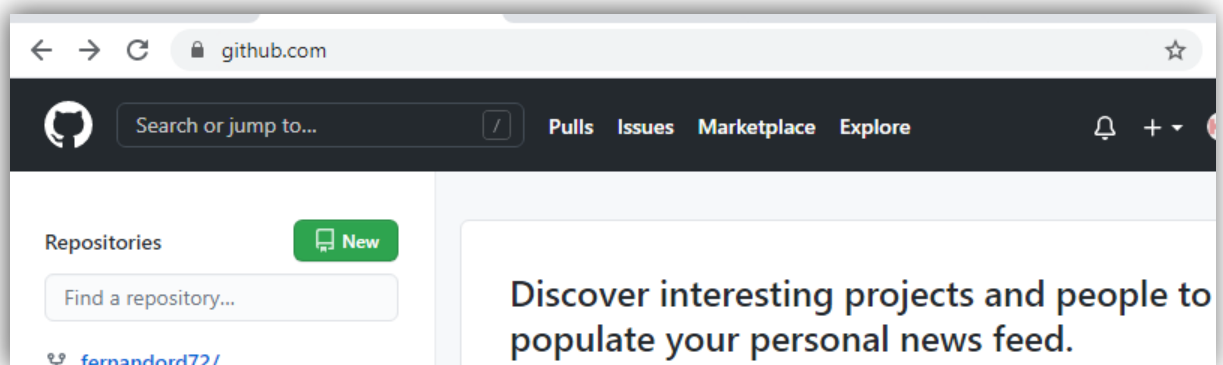 github.com
Search or jump to... / Pulls Issues Marketplace Explore
Repositories New
Find a repository...
fernandord72/
Discover interesting projects and people to
populate your personal news feed.